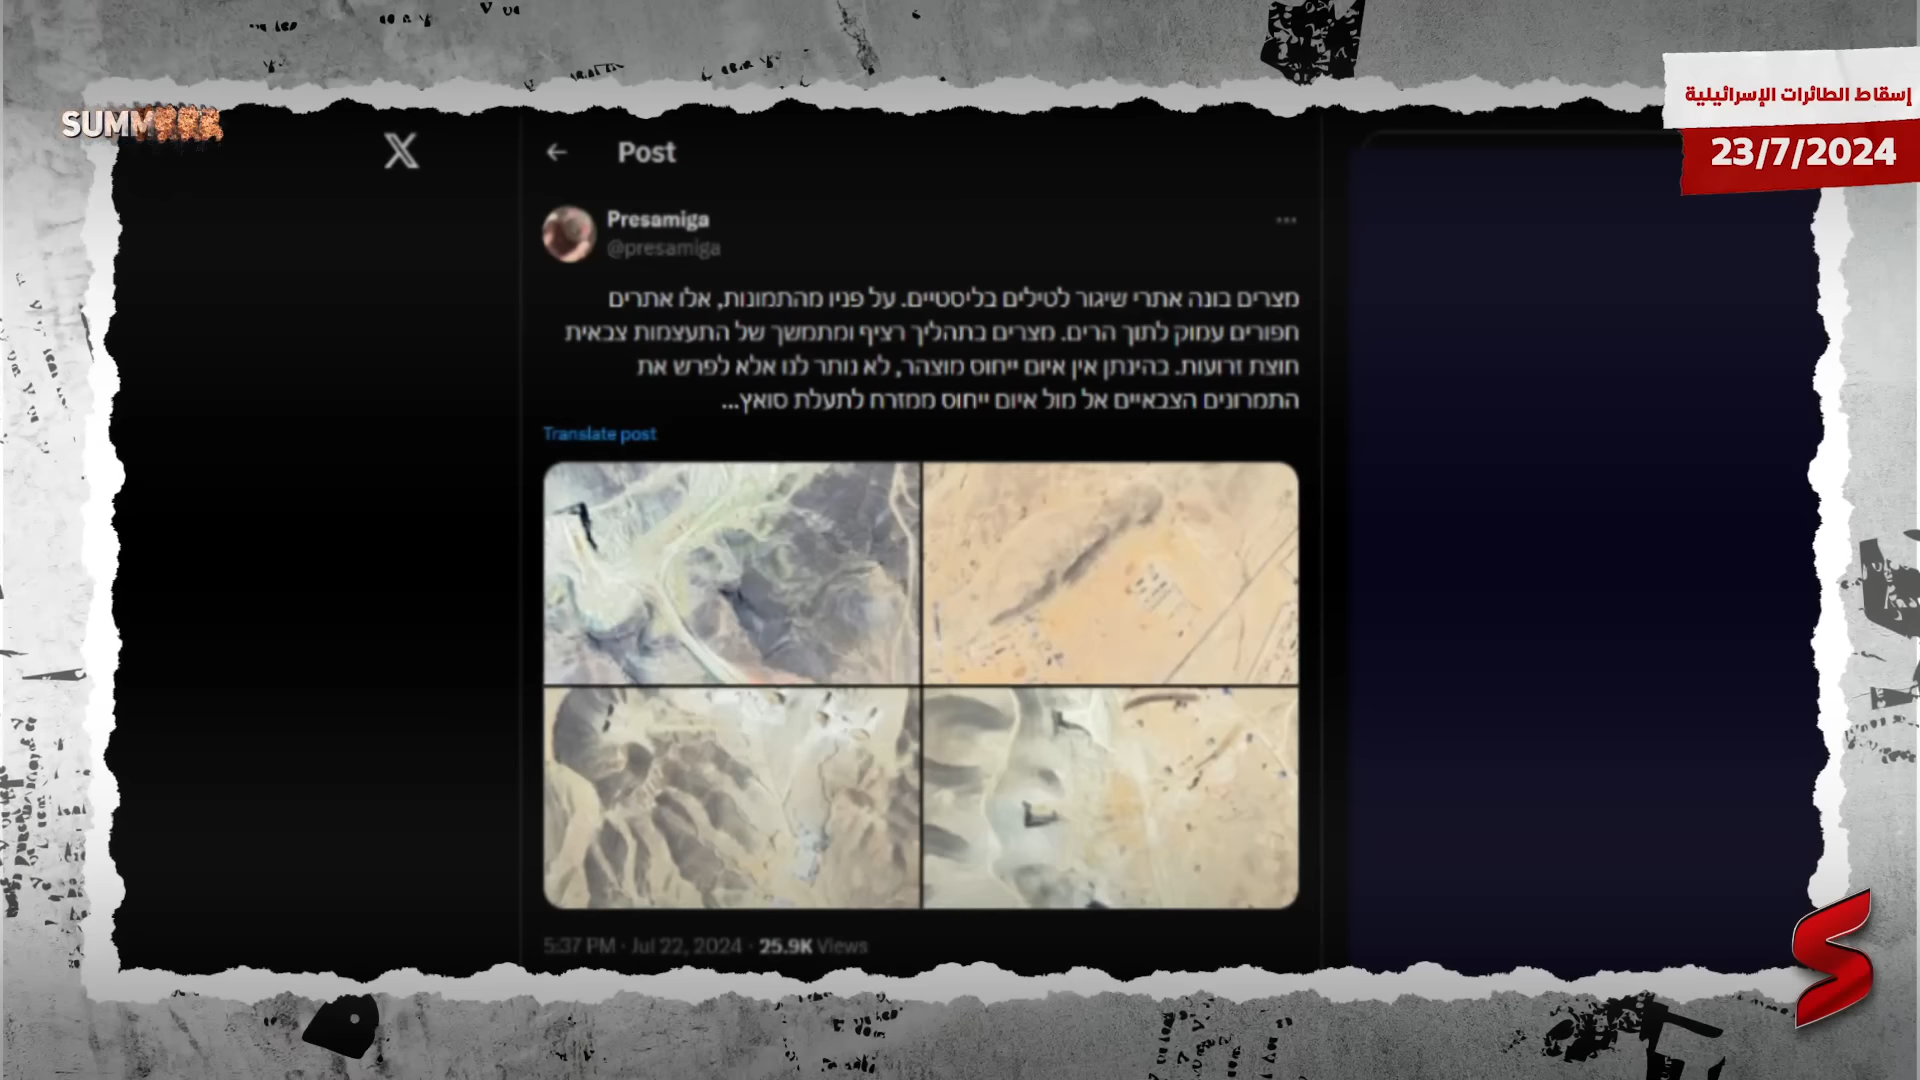 SUMM
إسقاط الطائرات الإسرائيلية
23/7/2024
Post
Presamiga
@presamiga
מצרים בונה אתרי שיגור לטילים בליסטיים. על פניו מהתמונות, אלו אתרים
חפורים עמוק לתוך הרים. מצרים בתהליך רציף ומתמשך של התעצמות צבאית
חוצת זרועות. בהינתן אין איום ייחוס מוצהר, לא נותר לנו אלא לפרש את
התמרונים הצבאיים אל מול איום ייחוס ממזרח לתעלת סואץ...
Translate post
5:37 PM · Jul 22, 2024 · 25.9K Views